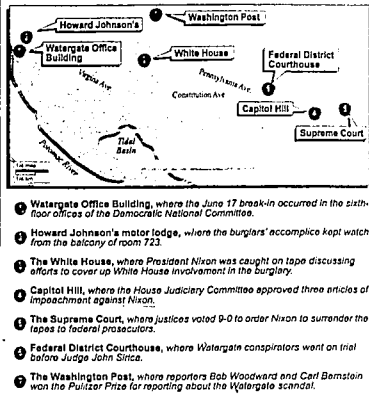 Washington Post
Howard Johnson's
Watergate Office
Building
White House
Federal District
Courthouse
Virginia Ave
Pennsylvania Ave.
Constitution Ave
Capitol Hill
Supreme Court
Tidal
Basin
Potomac River
Watergate Office Building, where the June 17 break-in occurred in the sixth-
floor offices of the Democratic National Committee.
Howard Johnson's motor lodge, where the burglars' accomplice kept watch
from the balcony of room 723.
The White House, where President Nixon was caught on tape discussing
efforts to cover up White House involvement in the burglary.
Capitol Hill, where the House Judiciary Committee approved three articles of
impeachment against Nixon.
The Supreme Court, where justices voted 9-0 to order Nixon to surrender the
tapes to federal prosecutors.
Federal District Courthouse, where Watergate conspirators went on trial
before Judge John Sirica.
The Washington Post, where reporters Bob Woodward and Carl Bernstein
won the Pulitzer Prize for reporting about the Watergate scandal.